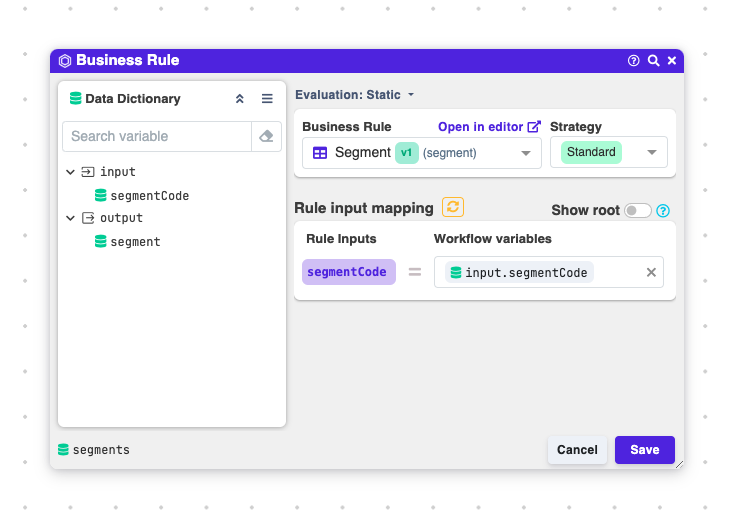 Business Rule
Data Dictionary
Search variable
input
segmentCode
output
segment
Evaluation: Static
Business Rule
Open in editor
Strategy
Segment v1 (segment)
Standard
Rule input mapping
Show root
Rule Inputs
Workflow variables
segmentCode = input.segmentCode
segments
Cancel
Save